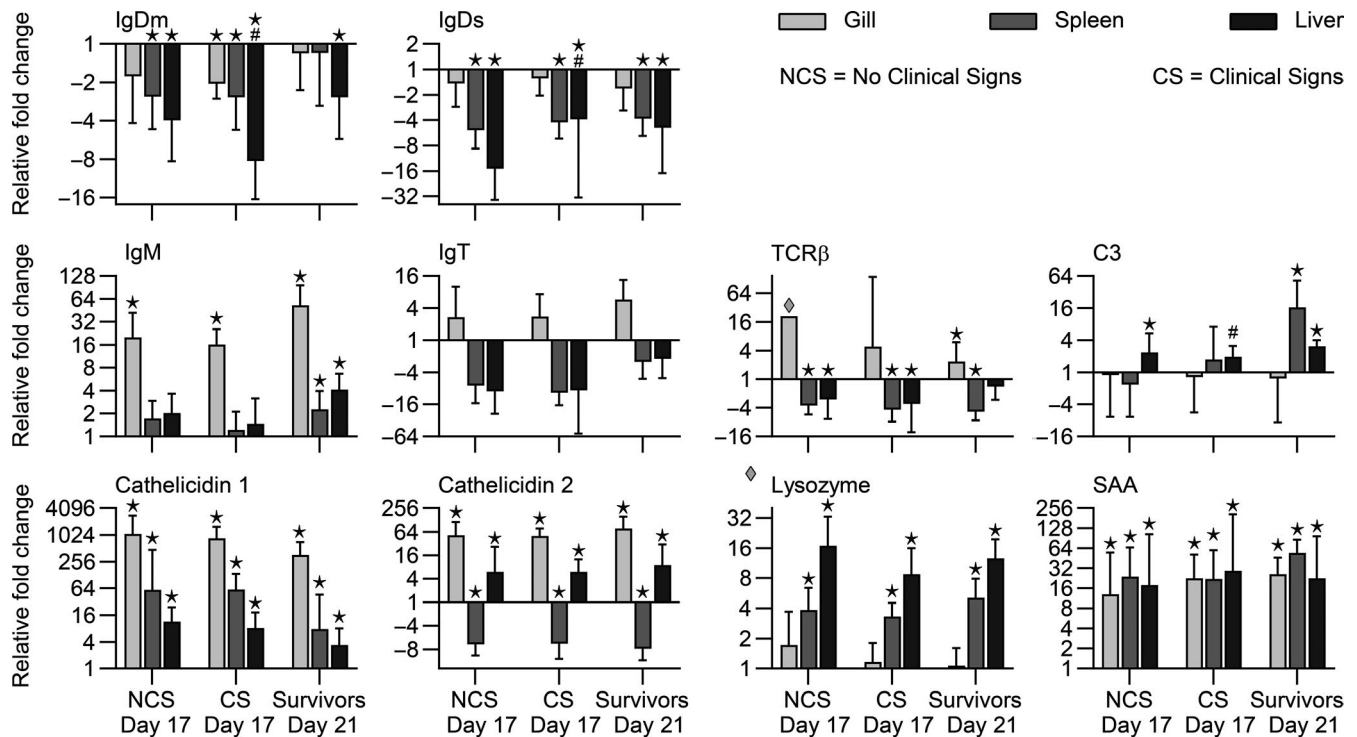 IgDm
IgDs
Gill
Spleen
Liver
NCS = No Clinical Signs
CS = Clinical Signs
Relative fold change
1
−2
−4
−8
−16
★ ★ ★ ★ ★ # ★
2
1
−2
−4
−8
−16
−32
★ ★ ★ ★ # ★ ★
IgM
IgT
TCRβ
C3
Relative fold change
128
64
32
16
8
4
2
1
★ ★ ★ ★ ★
16
4
1
−4
−16
−64
64
16
4
1
−4
−16
★ ★ ★ ★ ★ ★
64
16
4
1
−4
−16
★ # ★ ★
Cathelicidin 1
Cathelicidin 2
Lysozyme
SAA
Relative fold change
4096
1024
256
64
16
4
1
★ ★ ★ ★ ★ ★ ★ ★ ★
256
64
16
4
1
−4
−8
★ ★ ★ ★ ★ ★ ★ ★ ★
32
16
8
4
2
1
★ ★ ★ ★ ★ ★
256
128
64
32
16
8
4
2
1
★ ★ ★ ★ ★ ★ ★ ★ ★
NCS CS Survivors
Day 17 Day 17 Day 21
NCS CS Survivors
Day 17 Day 17 Day 21
NCS CS Survivors
Day 17 Day 17 Day 21
NCS CS Survivors
Day 17 Day 17 Day 21